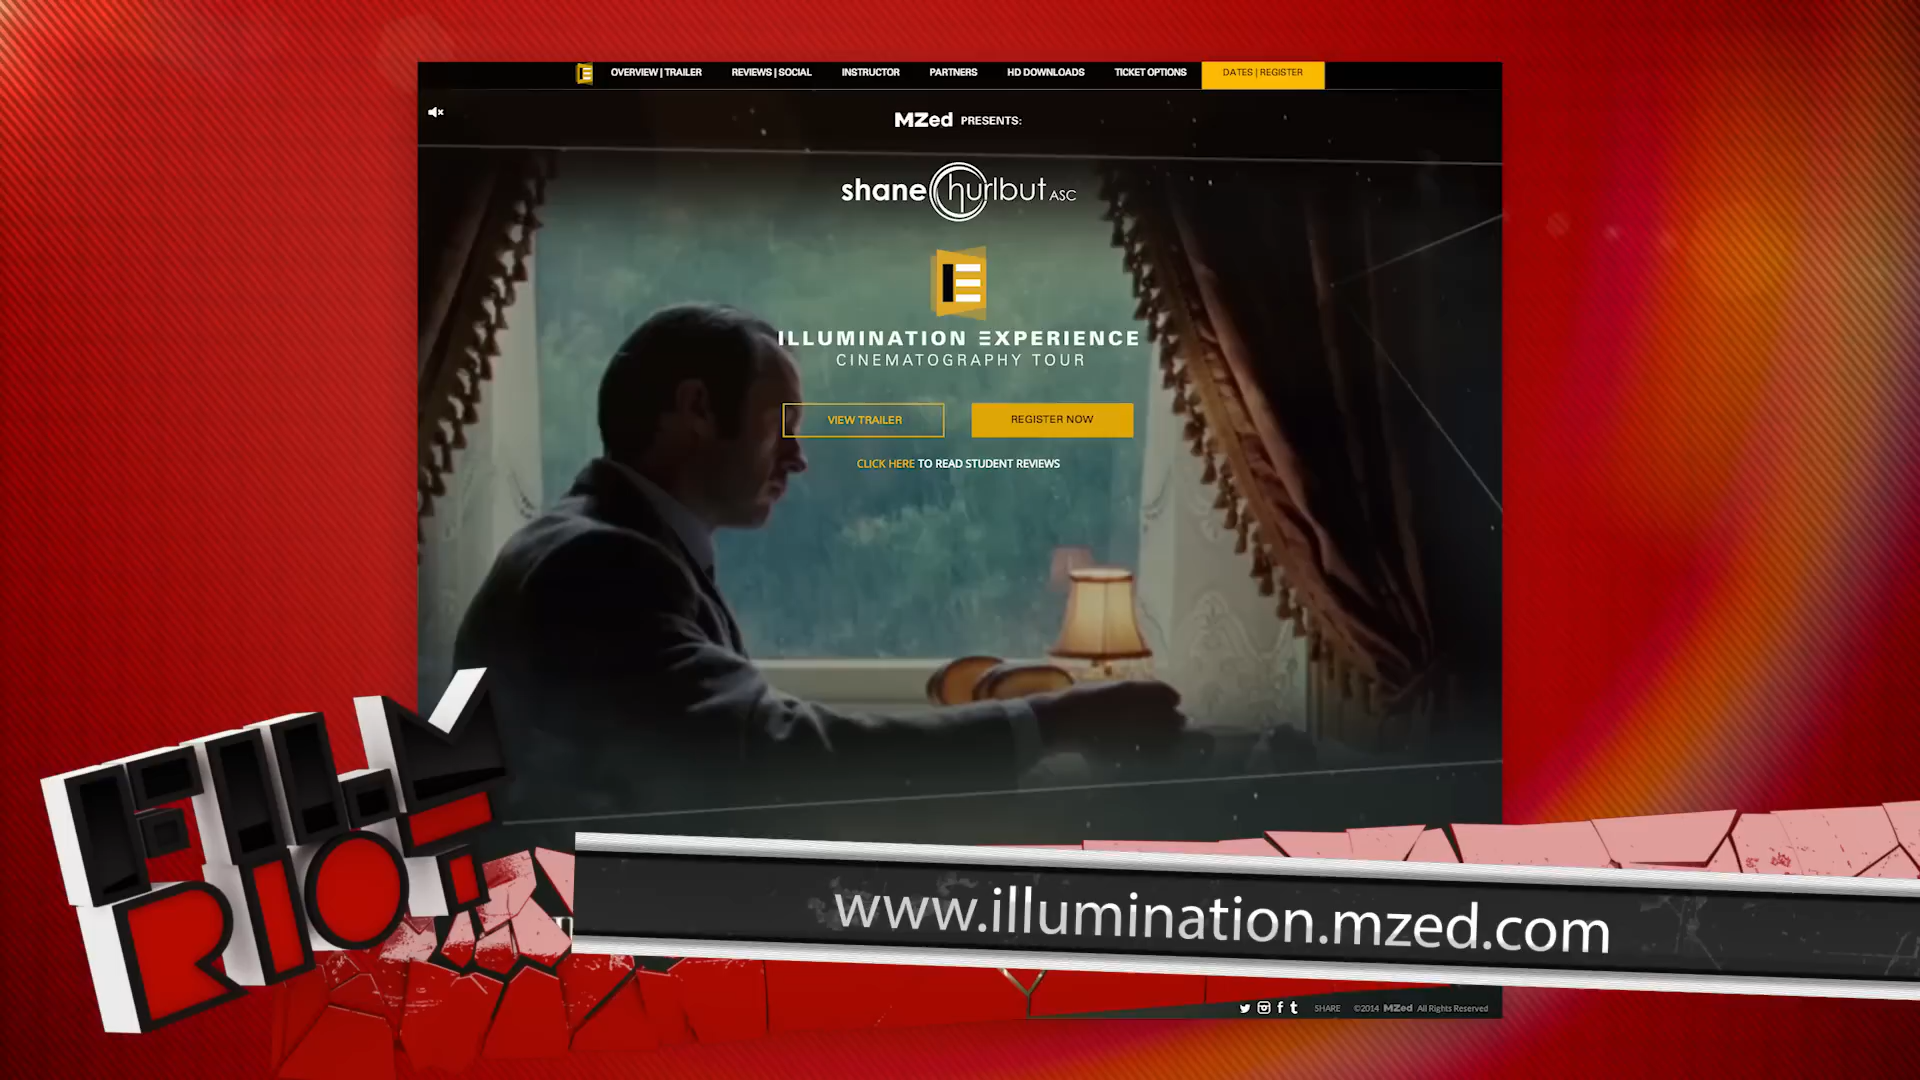 OVERVIEW | TRAILER REVIEWS | SOCIAL INSTRUCTOR PARTNERS HD DOWNLOADS TICKET OPTIONS DATES | REGISTER
MZed PRESENTS:
shane hurlbut ASC
IE
ILLUMINATION EXPERIENCE
CINEMATOGRAPHY TOUR
VIEW TRAILER REGISTER NOW
CLICK HERE TO READ STUDENT REVIEWS
FILM
RIOT
www.illumination.mzed.com
SHARE ©2014 MZed All Rights Reserved